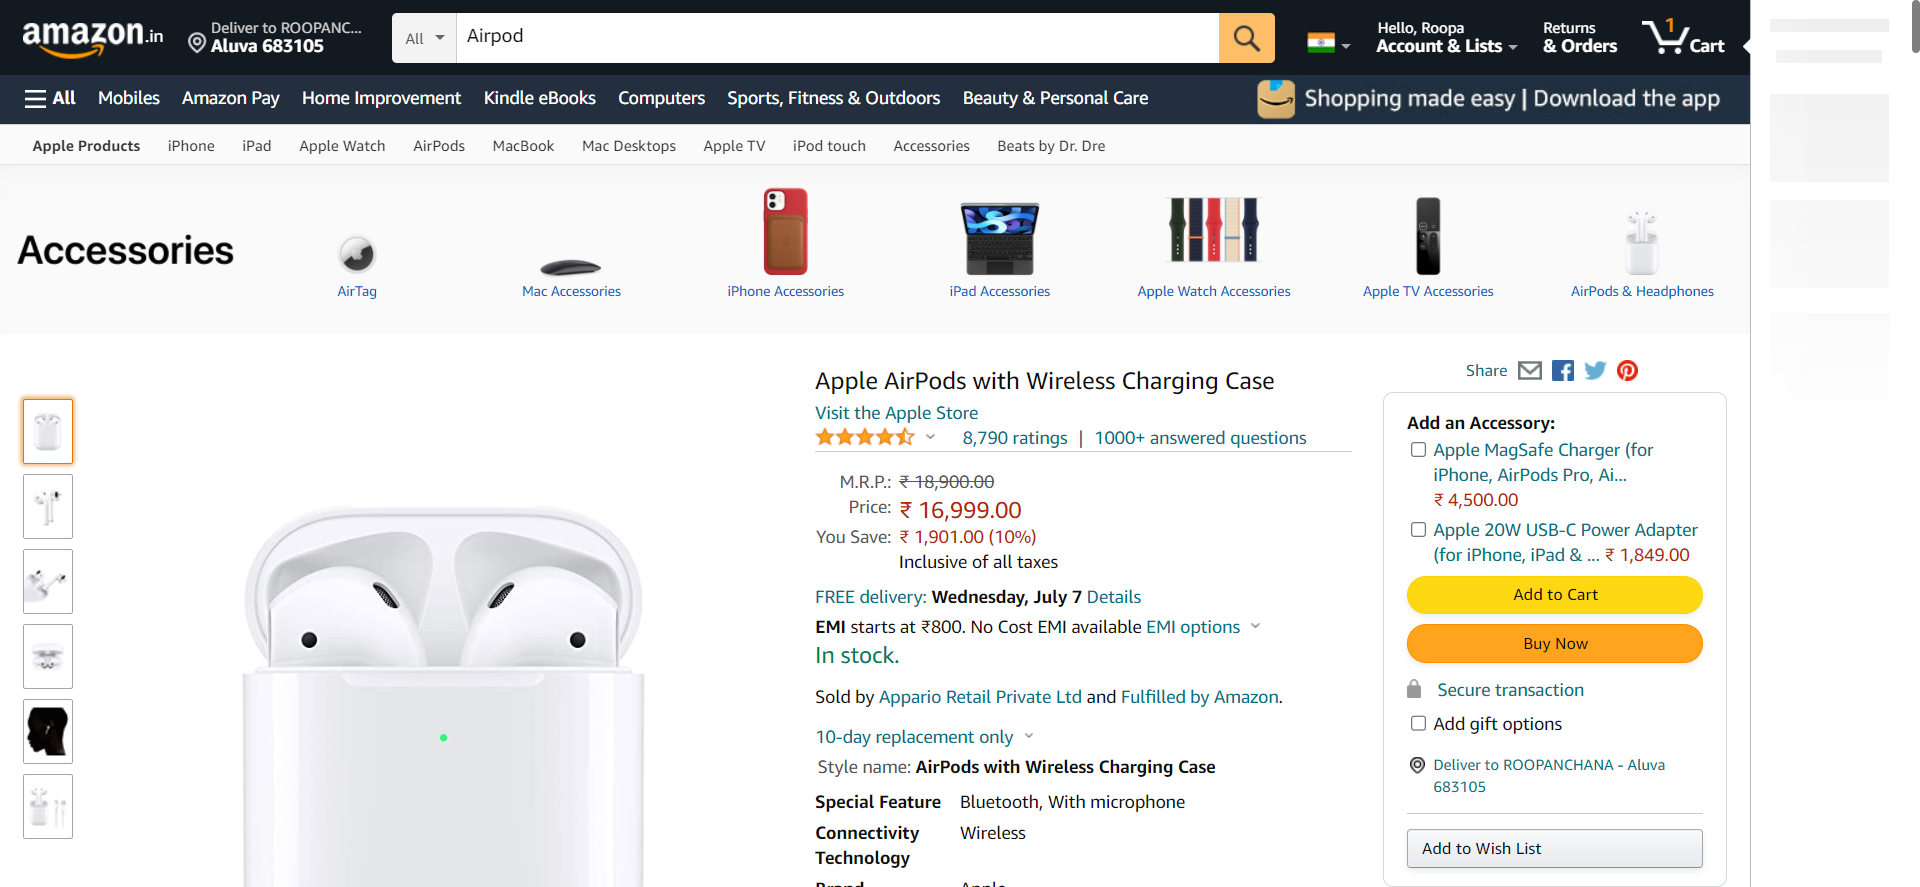 amazon.in
Deliver to ROOPANCHA...
Aluva 683105
All
Airpod
Hello, Roopa
Account & Lists
Returns
& Orders
1
Cart
All
Mobiles
Amazon Pay
Home Improvement
Kindle eBooks
Computers
Sports, Fitness & Outdoors
Beauty & Personal Care
Shopping made easy | Download the app
Apple Products
iPhone
iPad
Apple Watch
AirPods
MacBook
Mac Desktops
Apple TV
iPod touch
Accessories
Beats by Dr. Dre
Accessories
AirTag
Mac Accessories
iPhone Accessories
iPad Accessories
Apple Watch Accessories
Apple TV Accessories
AirPods & Headphones
Apple AirPods with Wireless Charging Case
Visit the Apple Store
8,790 ratings | 1000+ answered questions
M.R.P.: ₹ 18,900.00
Price: ₹ 16,999.00
You Save: ₹ 1,901.00 (10%)
Inclusive of all taxes
FREE delivery: Wednesday, July 7 Details
EMI starts at ₹800. No Cost EMI available EMI options
In stock.
Sold by Appario Retail Private Ltd and Fulfilled by Amazon.
10-day replacement only
Style name: AirPods with Wireless Charging Case
Special Feature Bluetooth, With microphone
Connectivity Wireless
Technology
Brand Apple
Share
Add an Accessory:
Apple MagSafe Charger (for
iPhone, AirPods Pro, Ai...
₹ 4,500.00
Apple 20W USB-C Power Adapter
(for iPhone, iPad & ... ₹ 1,849.00
Add to Cart
Buy Now
Secure transaction
Add gift options
Deliver to ROOPANCHANA - Aluva
683105
Add to Wish List